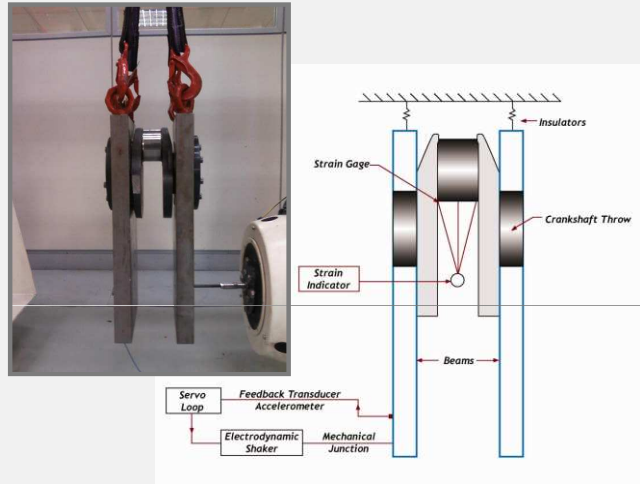 Insulators
Strain Gage
Crankshaft Throw
Strain
Indicator
Beams
Servo
Loop
Feedback Transducer
Accelerometer
Electrodynamic
Shaker
Mechanical
Junction